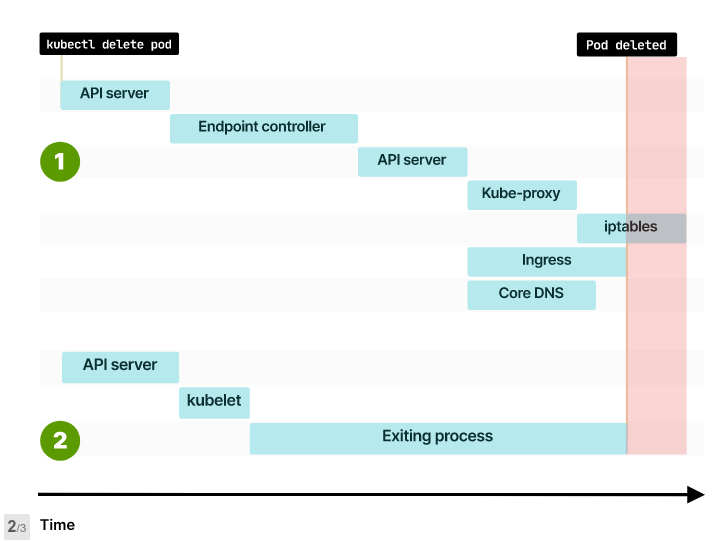 kubectl delete pod
Pod deleted
API server
Endpoint controller
1
API server
Kube-proxy
iptables
Ingress
Core DNS
API server
kubelet
2
Exiting process
2/3
Time